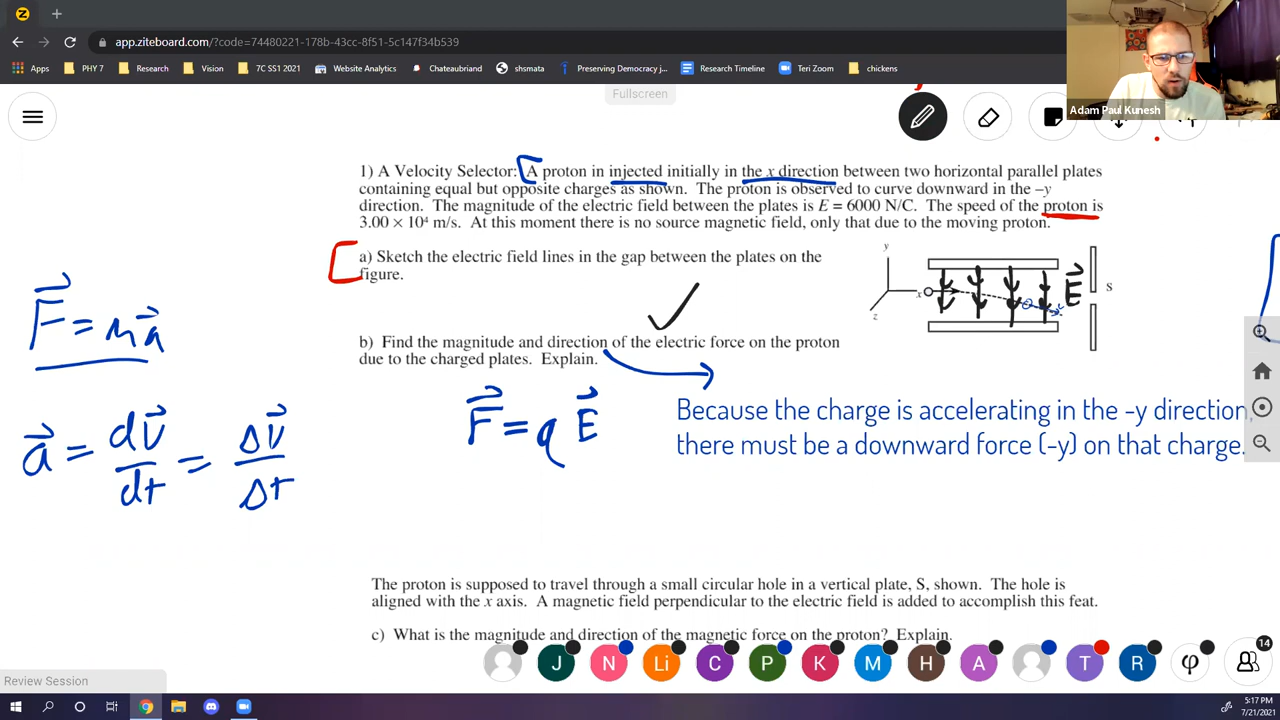 app.ziteboard.com/?code=74480221-178b-43cc-8f51-5c147f34b539
Apps PHY 7 Research Vision 7C SS1 2021 Website Analytics Chateaubriand shsmata Preserving Democracy j... Research Timeline Teri Zoom chickens
Fullscreen
Adam Paul Kunesh
1) A Velocity Selector: A proton in injected initially in the x direction between two horizontal parallel plates
containing equal but opposite charges as shown. The proton is observed to curve downward in the –y
direction. The magnitude of the electric field between the plates is E = 6000 N/C. The speed of the proton is
3.00 × 10⁴ m/s. At this moment there is no source magnetic field, only that due to the moving proton.
a) Sketch the electric field lines in the gap between the plates on the
figure.
y
x
z
E⃗
S
b) Find the magnitude and direction of the electric force on the proton
due to the charged plates. Explain.
F⃗ = ma⃗
a⃗ = dv⃗/dt = Δv⃗/Δt
F⃗ = q E⃗
Because the charge is accelerating in the -y direction,
there must be a downward force (-y) on that charge.
The proton is supposed to travel through a small circular hole in a vertical plate, S, shown. The hole is
aligned with the x axis. A magnetic field perpendicular to the electric field is added to accomplish this feat.
c) What is the magnitude and direction of the magnetic force on the proton? Explain.
J N Li C P K M H A T R φ 14
Review Session
5:17 PM
7/21/2021